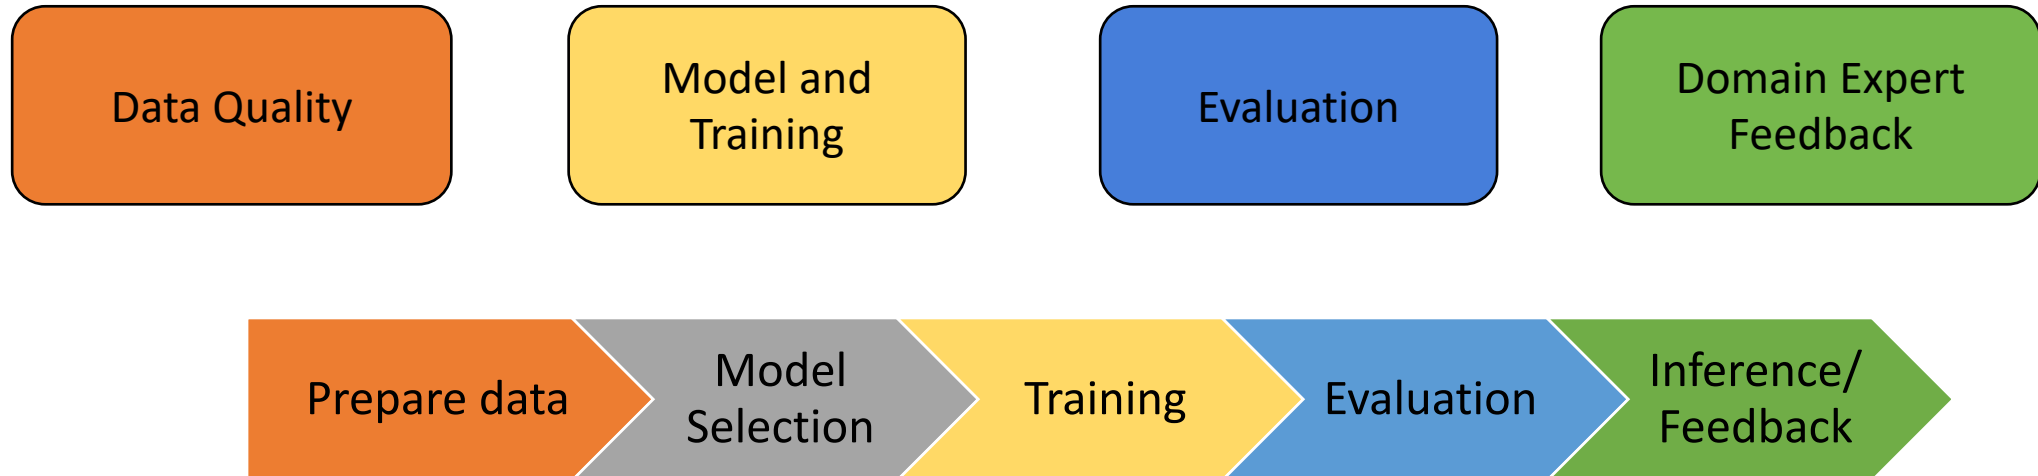 Data Quality
Model and
Training
Evaluation
Domain Expert
Feedback
Prepare data
Model
Selection
Training
Evaluation
Inference/
Feedback